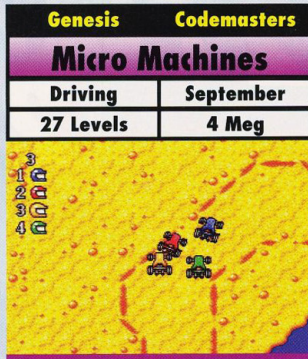 Genesis Codemasters
Micro Machines
Driving September
27 Levels 4 Meg
3
1
2
3
4